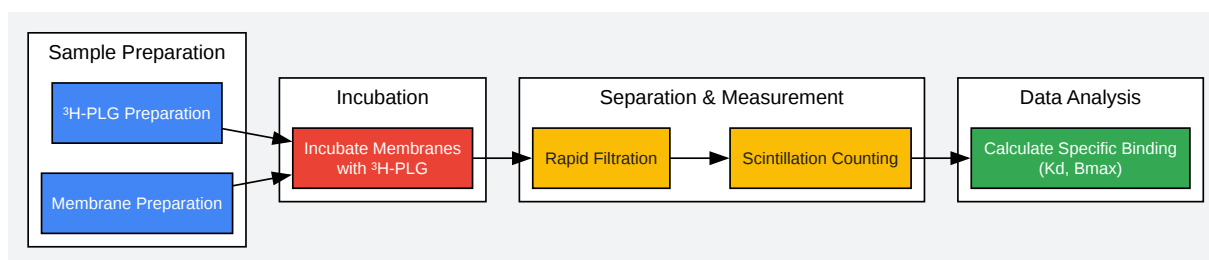 Sample Preparation
³H-PLG Preparation
Membrane Preparation
Incubation
Incubate Membranes
with ³H-PLG
Separation & Measurement
Rapid Filtration
Scintillation Counting
Data Analysis
Calculate Specific Binding
(Kd, Bmax)